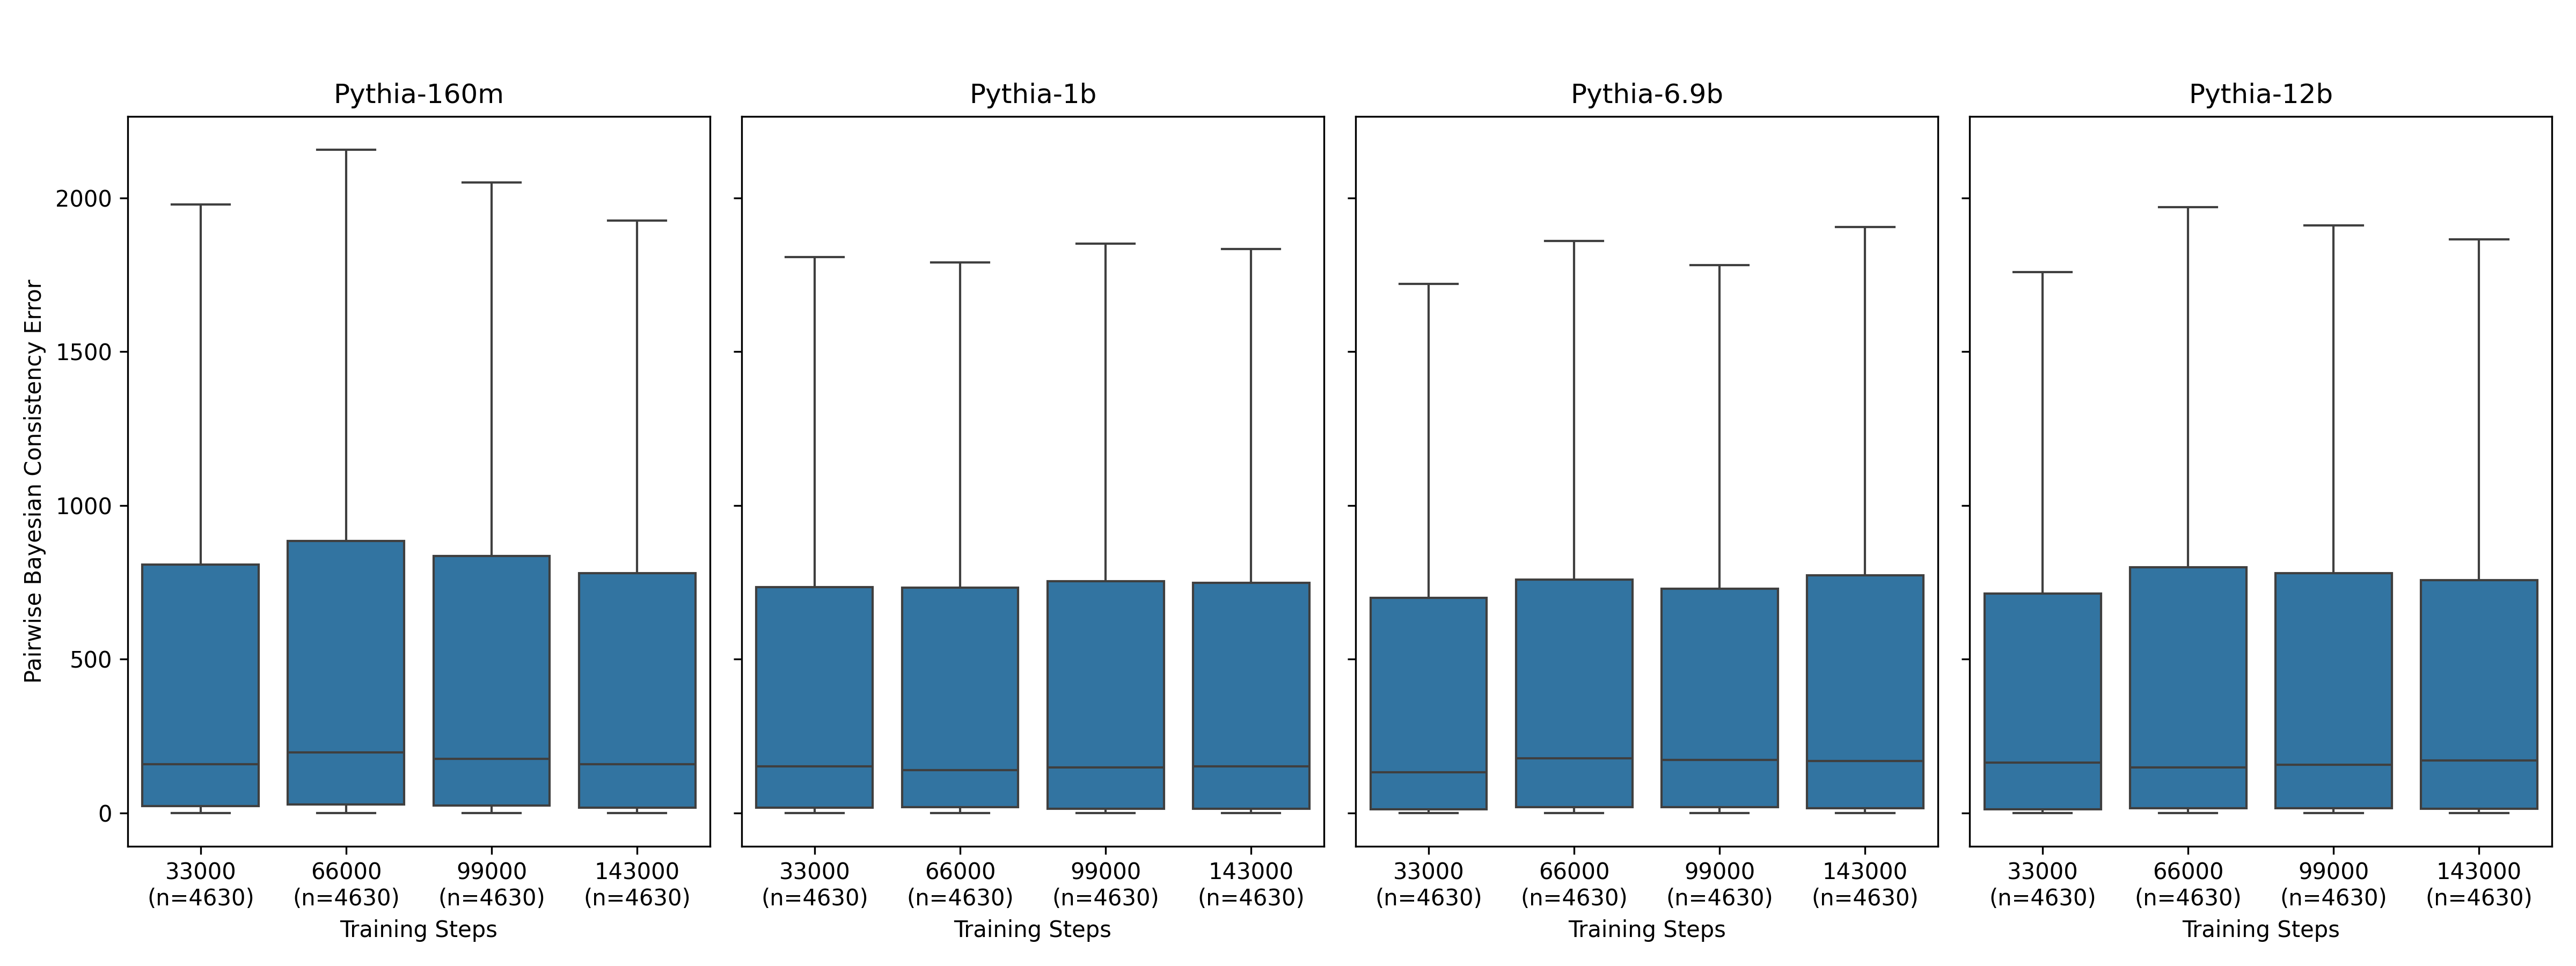 Pythia-160m
Pythia-1b
Pythia-6.9b
Pythia-12b
Pairwise Bayesian Consistency Error
2000
1500
1000
500
0
33000 66000 99000 143000
(n=4630) (n=4630) (n=4630) (n=4630)
Training Steps
33000 66000 99000 143000
(n=4630) (n=4630) (n=4630) (n=4630)
Training Steps
33000 66000 99000 143000
(n=4630) (n=4630) (n=4630) (n=4630)
Training Steps
33000 66000 99000 143000
(n=4630) (n=4630) (n=4630) (n=4630)
Training Steps